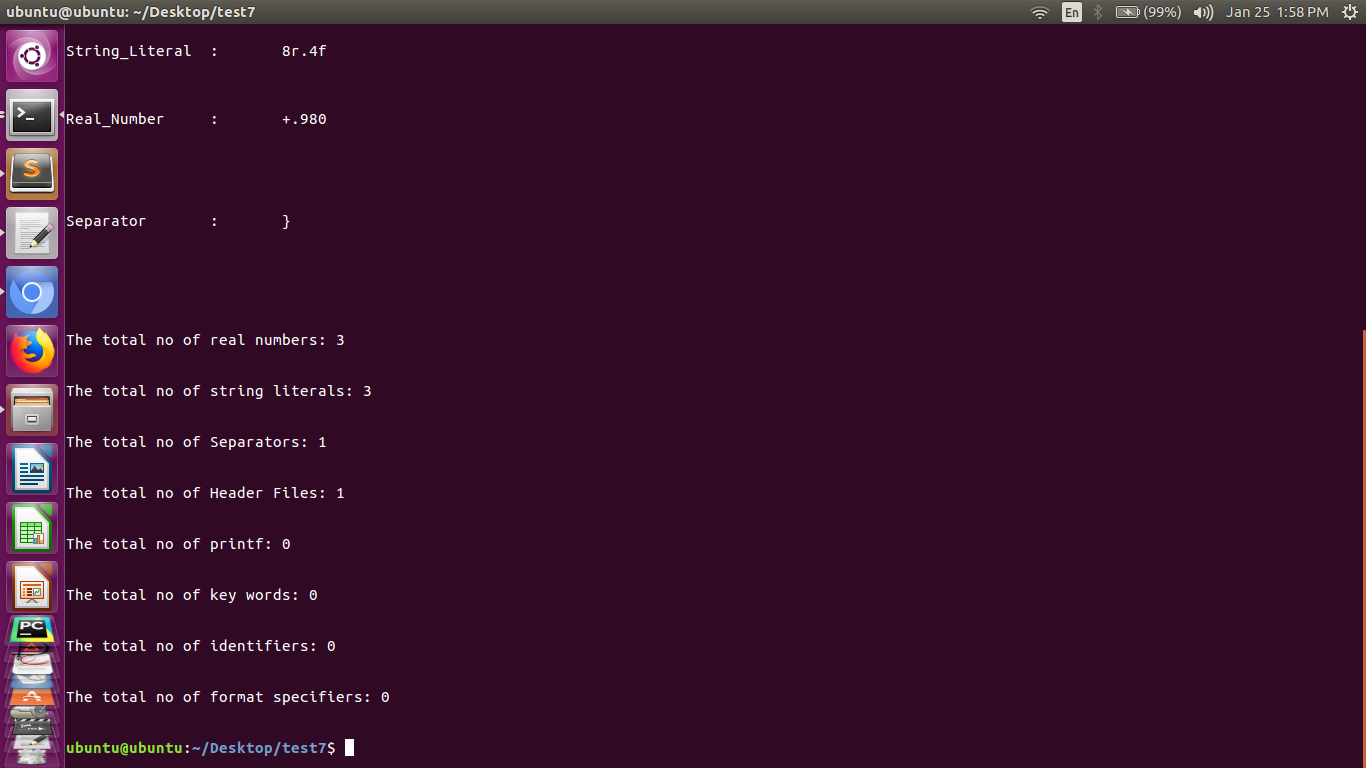 ubuntu@ubuntu: ~/Desktop/test7 En (99%) Jan 25 1:58 PM
String_Literal : 8r.4f
Real_Number : +.980
Separator : }
The total no of real numbers: 3
The total no of string literals: 3
The total no of Separators: 1
The total no of Header Files: 1
The total no of printf: 0
The total no of key words: 0
The total no of identifiers: 0
The total no of format specifiers: 0
ubuntu@ubuntu:~/Desktop/test7$
>_
S
PC